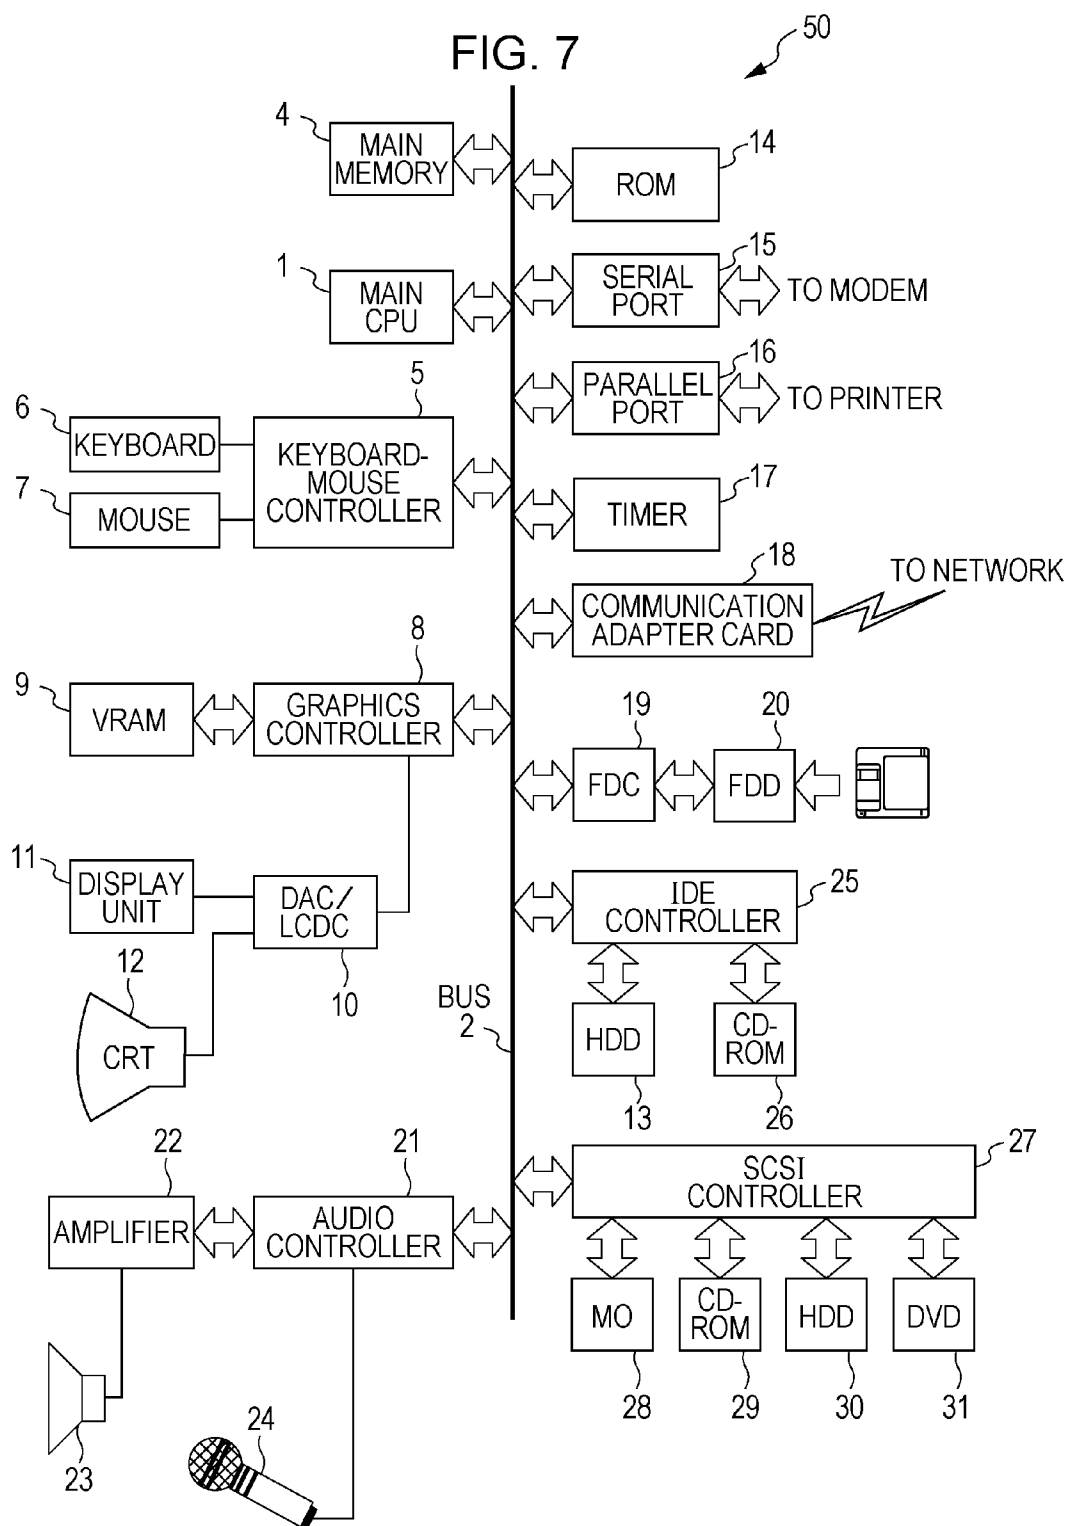 FIG. 7
50
4
MAIN
MEMORY
14
ROM
1
MAIN
CPU
15
SERIAL
PORT
TO MODEM
16
PARALLEL
PORT
TO PRINTER
5
KEYBOARD-
MOUSE
CONTROLLER
6
KEYBOARD
7
MOUSE
17
TIMER
18
COMMUNICATION
ADAPTER CARD
TO NETWORK
8
GRAPHICS
CONTROLLER
9
VRAM
19
FDC
20
FDD
11
DISPLAY
UNIT
DAC/
LCDC
10
12
CRT
BUS
2
25
IDE
CONTROLLER
HDD
13
CD-
ROM
26
22
AMPLIFIER
21
AUDIO
CONTROLLER
27
SCSI
CONTROLLER
MO
28
CD-
ROM
29
HDD
30
DVD
31
23
24